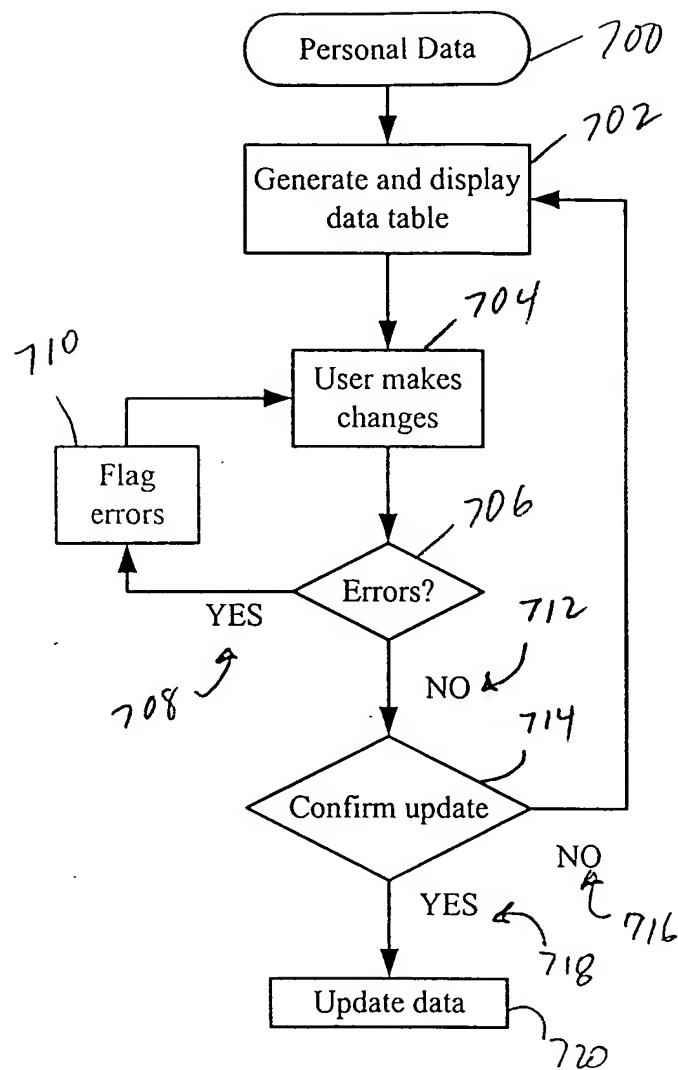 Personal Data
700
702
Generate and display
data table
704
710
User makes
changes
Flag
errors
706
Errors?
YES
712
708
NO
714
Confirm update
NO
YES
716
718
Update data
720